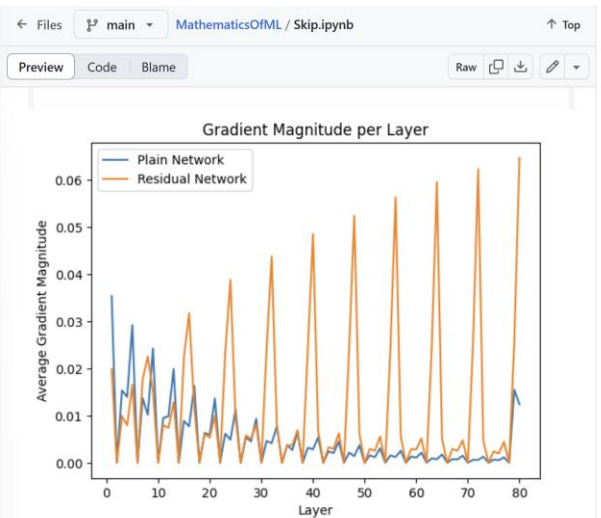 ← Files main MathematicsOfML / Skip.ipynb ↑ Top
Preview Code Blame Raw
Gradient Magnitude per Layer
Plain Network
Residual Network
Average Gradient Magnitude
0.06
0.05
0.04
0.03
0.02
0.01
0.00
0 10 20 30 40 50 60 70 80
Layer